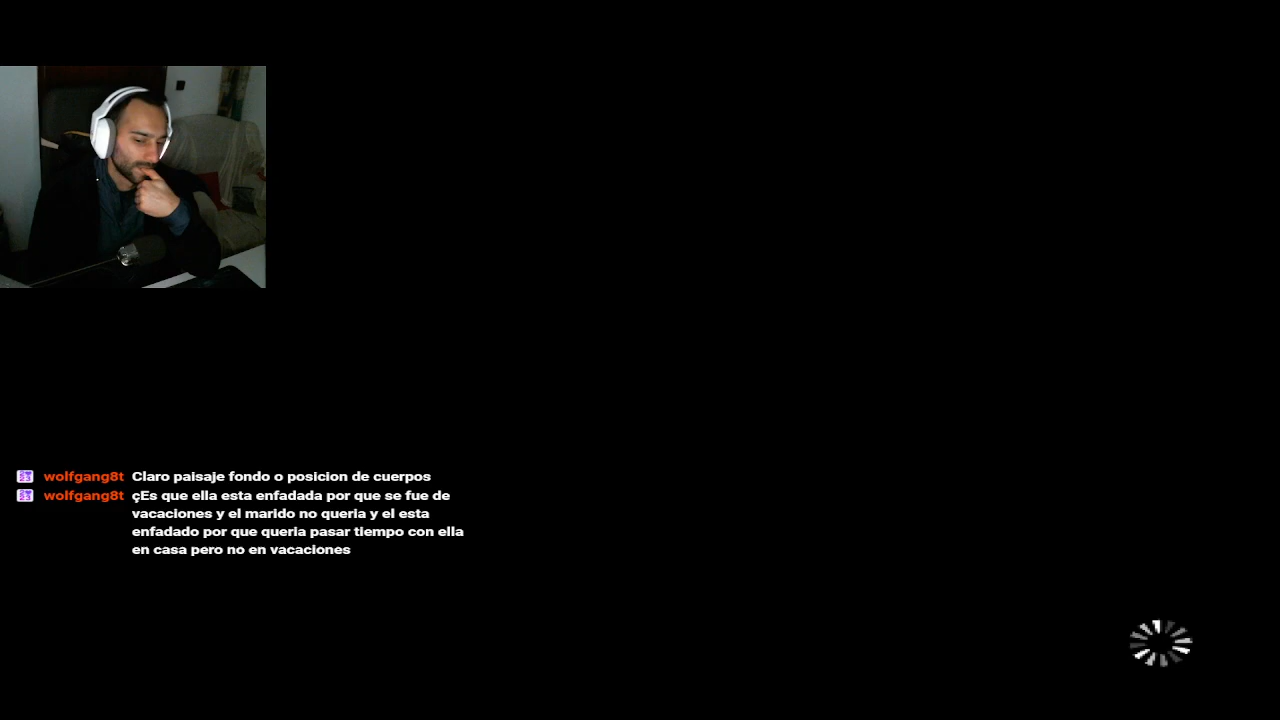 wolfgang8t Claro paisaje fondo o posicion de cuerpos
wolfgang8t çEs que ella esta enfadada por que se fue de
vacaciones y el marido no queria y el esta
enfadado por que queria pasar tiempo con ella
en casa pero no en vacaciones